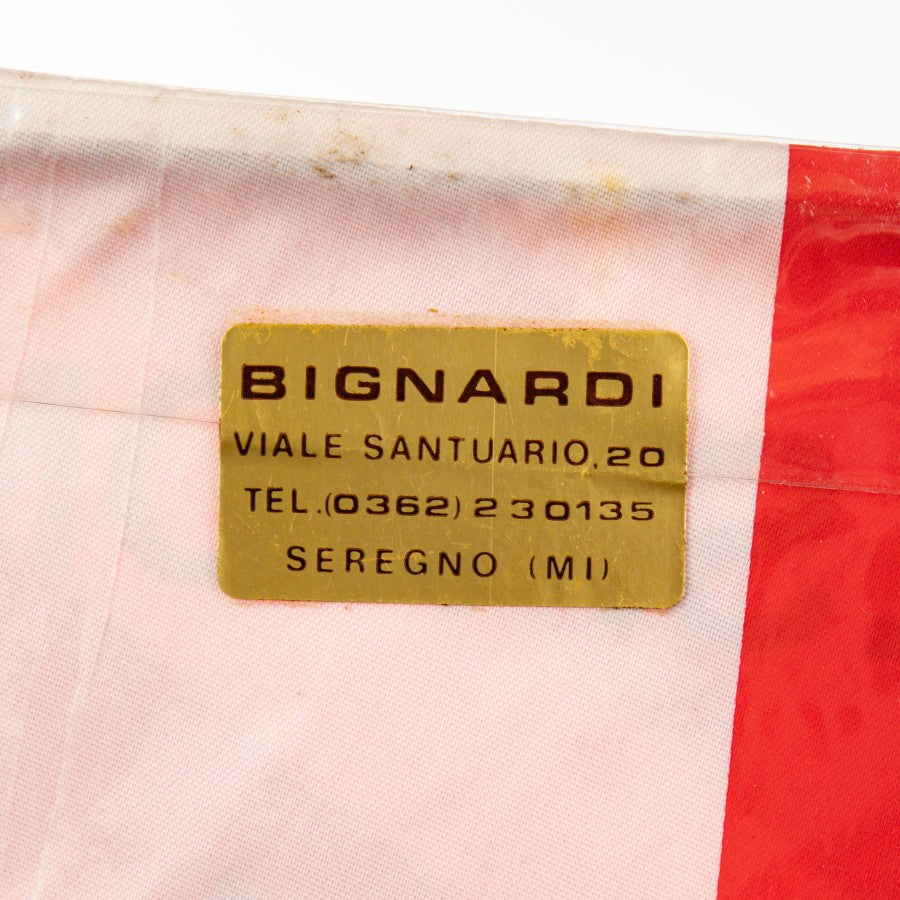 BIGNARDI
VIALE SANTUARIO, 20
TEL. (0362) 230135
SEREGNO (MI)